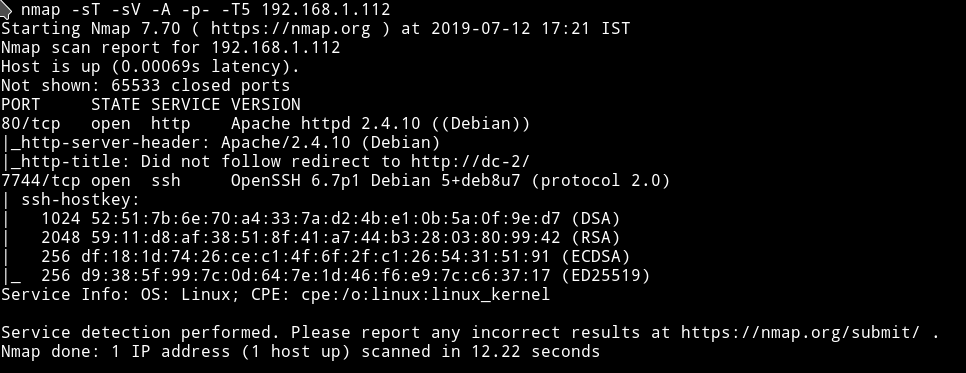 nmap -sT -sV -A -p- -T5 192.168.1.112
Starting Nmap 7.70 ( https://nmap.org ) at 2019-07-12 17:21 IST
Nmap scan report for 192.168.1.112
Host is up (0.00069s latency).
Not shown: 65533 closed ports
PORT     STATE SERVICE VERSION
80/tcp   open  http    Apache httpd 2.4.10 ((Debian))
|_http-server-header: Apache/2.4.10 (Debian)
|_http-title: Did not follow redirect to http://dc-2/
7744/tcp open  ssh     OpenSSH 6.7p1 Debian 5+deb8u7 (protocol 2.0)
| ssh-hostkey:
|   1024 52:51:7b:6e:70:a4:33:7a:d2:4b:e1:0b:5a:0f:9e:d7 (DSA)
|   2048 59:11:d8:af:38:51:8f:41:a7:44:b3:28:03:80:99:42 (RSA)
|   256 df:18:1d:74:26:ce:c1:4f:6f:2f:c1:26:54:31:51:91 (ECDSA)
|_  256 d9:38:5f:99:7c:0d:64:7e:1d:46:f6:e9:7c:c6:37:17 (ED25519)
Service Info: OS: Linux; CPE: cpe:/o:linux:linux_kernel
Service detection performed. Please report any incorrect results at https://nmap.org/submit/ .
Nmap done: 1 IP address (1 host up) scanned in 12.22 seconds